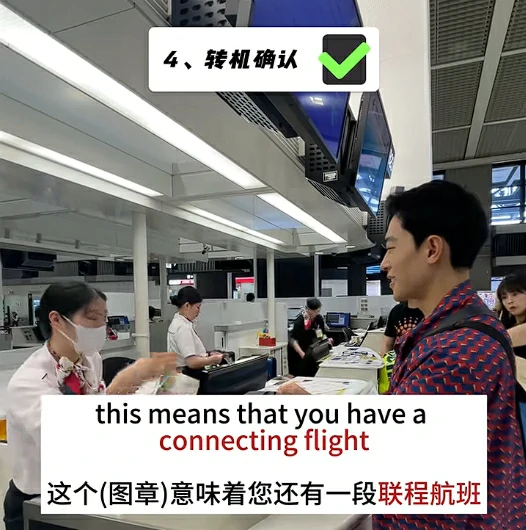 4、转机确认
this means that you have a
connecting flight
这个(图章)意味着您还有一段联程航班